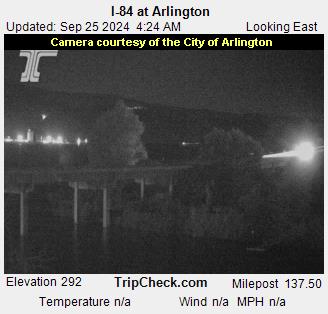 I-84 at Arlington
Updated: Sep 25 2024 4:24 AM Looking East
Camera courtesy of the City of Arlington
Elevation 292 TripCheck.com Milepost 137.50
Temperature n/a Wind n/a MPH n/a